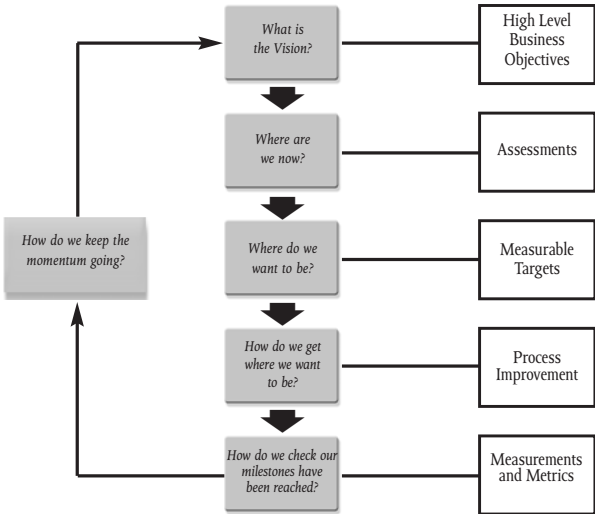 What is
the Vision?
High Level
Business
Objectives
Where are
we now?
Assessments
How do we keep the
momentum going?
Where do we
want to be?
Measurable
Targets
How do we get
where we want
to be?
Process
Improvement
How do we check our
milestones have
been reached?
Measurements
and Metrics